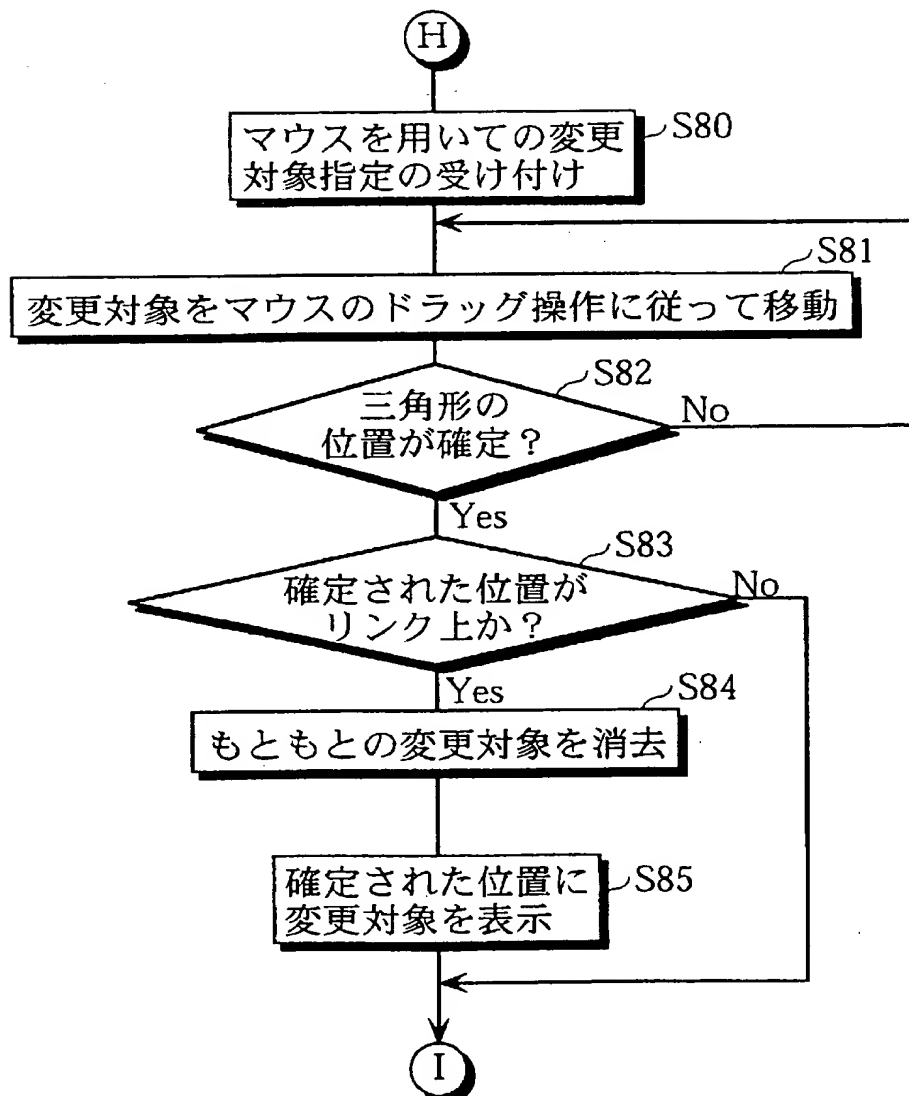 H
マウスを用いての変更
対象指定の受け付け
S80
S81
変更対象をマウスのドラッグ操作に従って移動
S82
三角形の
位置が確定？
No
Yes
S83
確定された位置が
リンク上か？
No
Yes
S84
もともとの変更対象を消去
確定された位置に
変更対象を表示
S85
I